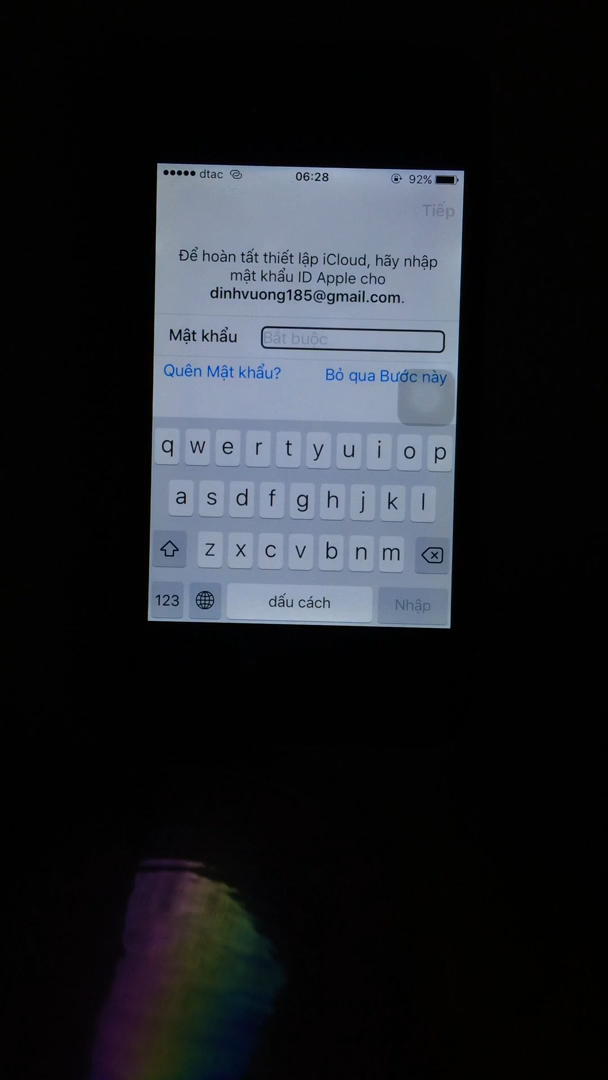 dtac 06:28 92%
Tiếp
Để hoàn tất thiết lập iCloud, hãy nhập
mật khẩu ID Apple cho
dinhvuong185@gmail.com.
Mật khẩu Bắt buộc
Quên Mật khẩu? Bỏ qua Bước này
q w e r t y u i o p
a s d f g h j k l
z x c v b n m
123 dấu cách Nhập